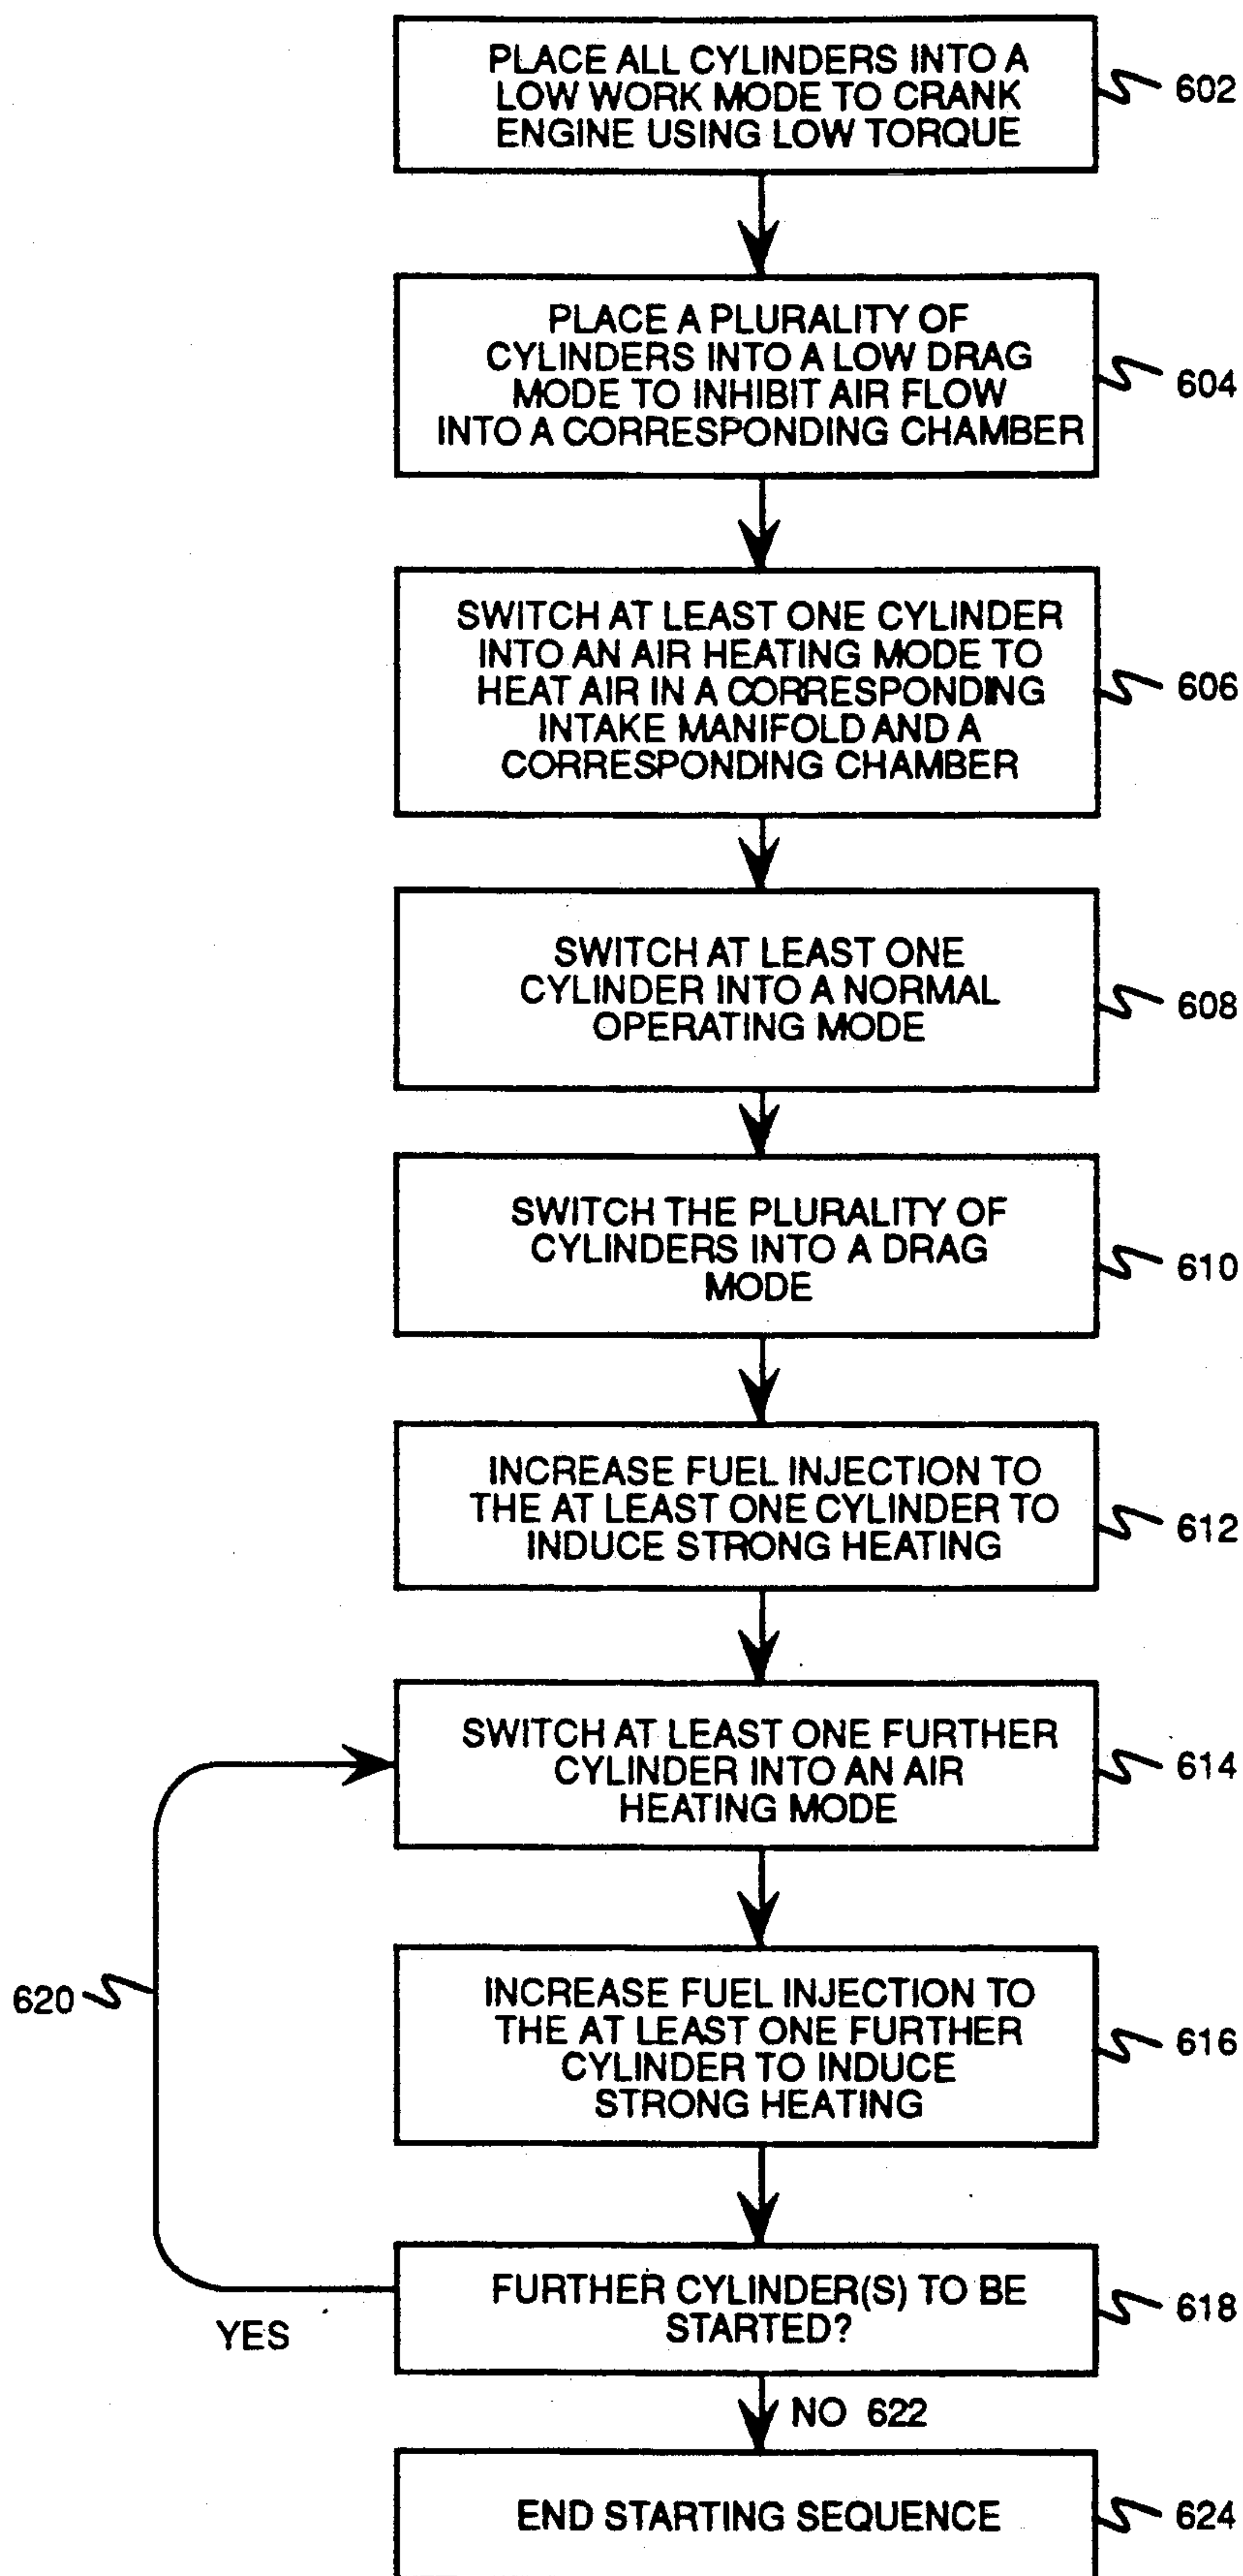 PLACE ALL CYLINDERS INTO A
LOW WORK MODE TO CRANK
ENGINE USING LOW TORQUE
602
PLACE A PLURALITY OF
CYLINDERS INTO A LOW DRAG
MODE TO INHIBIT AIR FLOW
INTO A CORRESPONDING CHAMBER
604
SWITCH AT LEAST ONE CYLINDER
INTO AN AIR HEATING MODE TO
HEAT AIR IN A CORRESPONDING
INTAKE MANIFOLD AND A
CORRESPONDING CHAMBER
606
SWITCH AT LEAST ONE
CYLINDER INTO A NORMAL
OPERATING MODE
608
SWITCH THE PLURALITY OF
CYLINDERS INTO A DRAG
MODE
610
INCREASE FUEL INJECTION TO
THE AT LEAST ONE CYLINDER TO
INDUCE STRONG HEATING
612
SWITCH AT LEAST ONE FURTHER
CYLINDER INTO AN AIR
HEATING MODE
614
INCREASE FUEL INJECTION TO
THE AT LEAST ONE FURTHER
CYLINDER TO INDUCE
STRONG HEATING
616
620
FURTHER CYLINDER(S) TO BE
STARTED?
618
YES
NO 622
END STARTING SEQUENCE
624